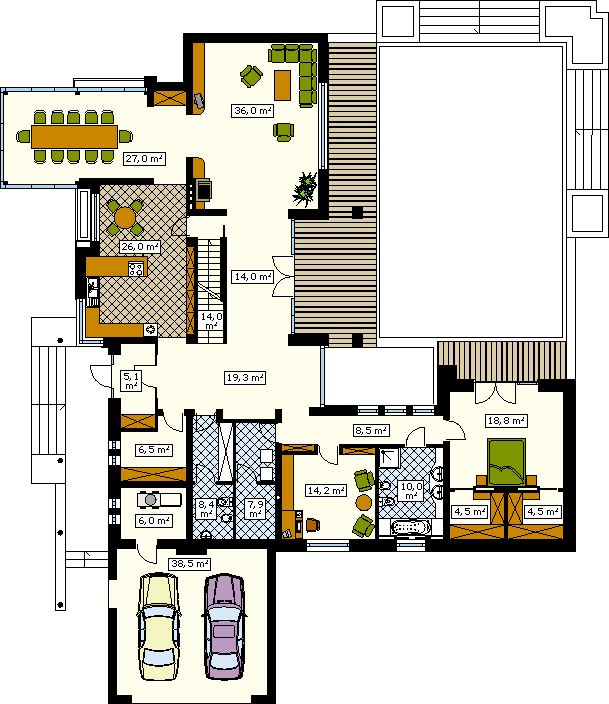 36,0 m²
27,0 m²
26,0 m²
14,0 m²
14,0
m²
5,1
m²
19,3 m²
18,8 m²
8,5 m²
6,5 m²
14,2 m²
10,0
m²
8,4
m²
7,9
m²
4,5 m²
4,5 m²
6,0 m²
38,5 m²